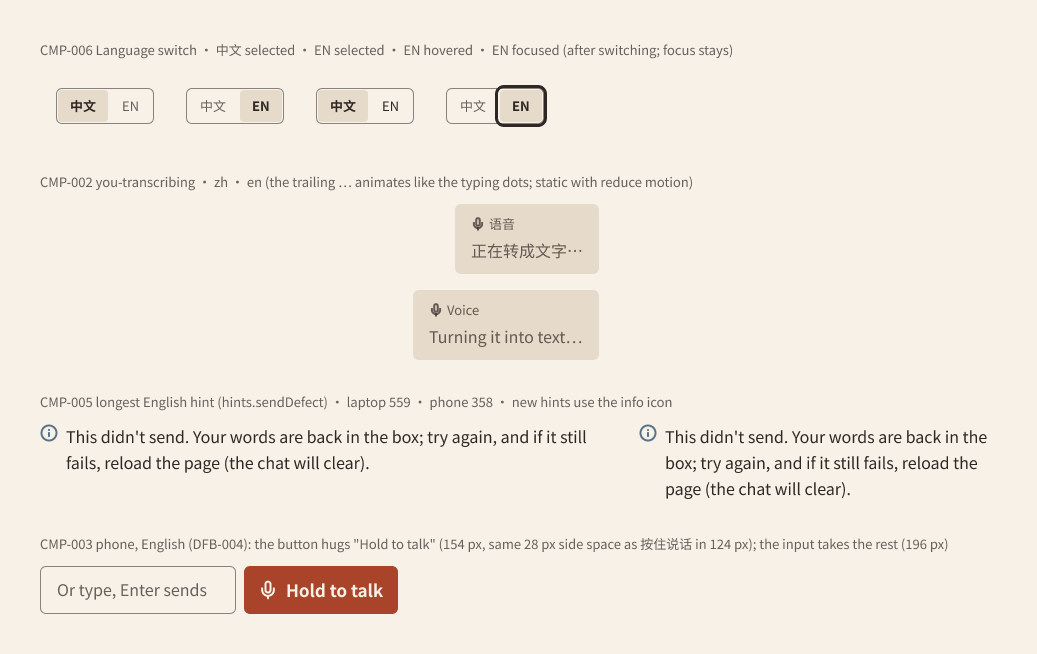 CMP-006 Language switch · 中文 selected · EN selected · EN hovered · EN focused (after switching; focus stays)
中文 EN 中文 EN 中文 EN 中文 EN
CMP-002 you-transcribing · zh · en (the trailing … animates like the typing dots; static with reduce motion)
语音
正在转成文字…
Voice
Turning it into text…
CMP-005 longest English hint (hints.sendDefect) · laptop 559 · phone 358 · new hints use the info icon
This didn't send. Your words are back in the box; try again, and if it still
fails, reload the page (the chat will clear).
This didn't send. Your words are back in the
box; try again, and if it still fails, reload the
page (the chat will clear).
CMP-003 phone, English (DFB-004): the button hugs "Hold to talk" (154 px, same 28 px side space as 按住说话 in 124 px); the input takes the rest (196 px)
Or type, Enter sends
Hold to talk